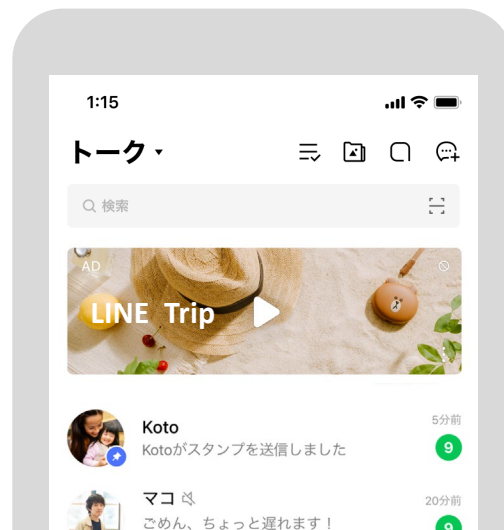 1:15
トーク
検索
AD
LINE Trip
Koto
5分前
Kotoがスタンプを送信しました
9
マコ
20分前
ごめん、ちょっと遅れます！
9